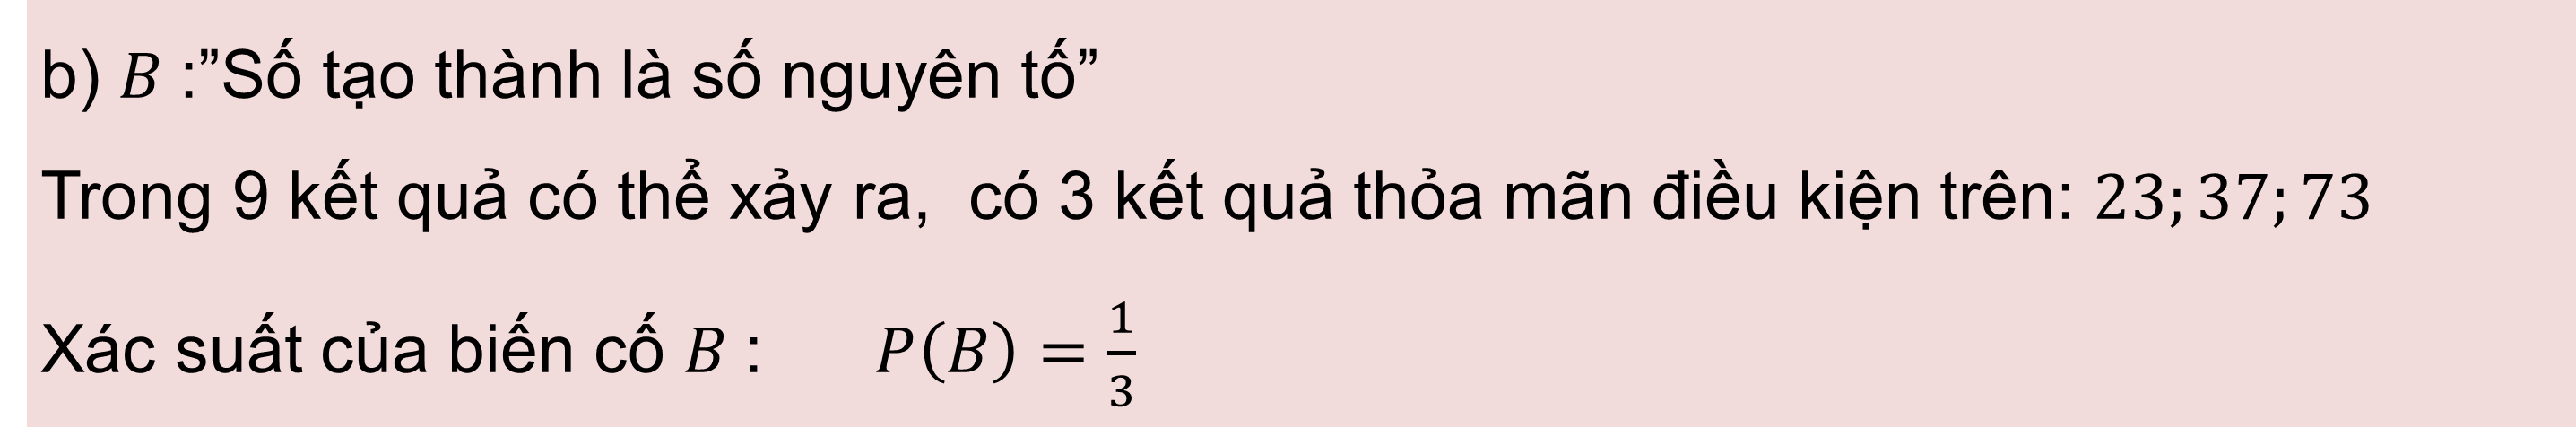 b) B :”Số tạo thành là số nguyên tố”
Trong 9 kết quả có thể xảy ra, có 3 kết quả thỏa mãn điều kiện trên: 23; 37; 73
Xác suất của biến cố B : P(B) = 1/3